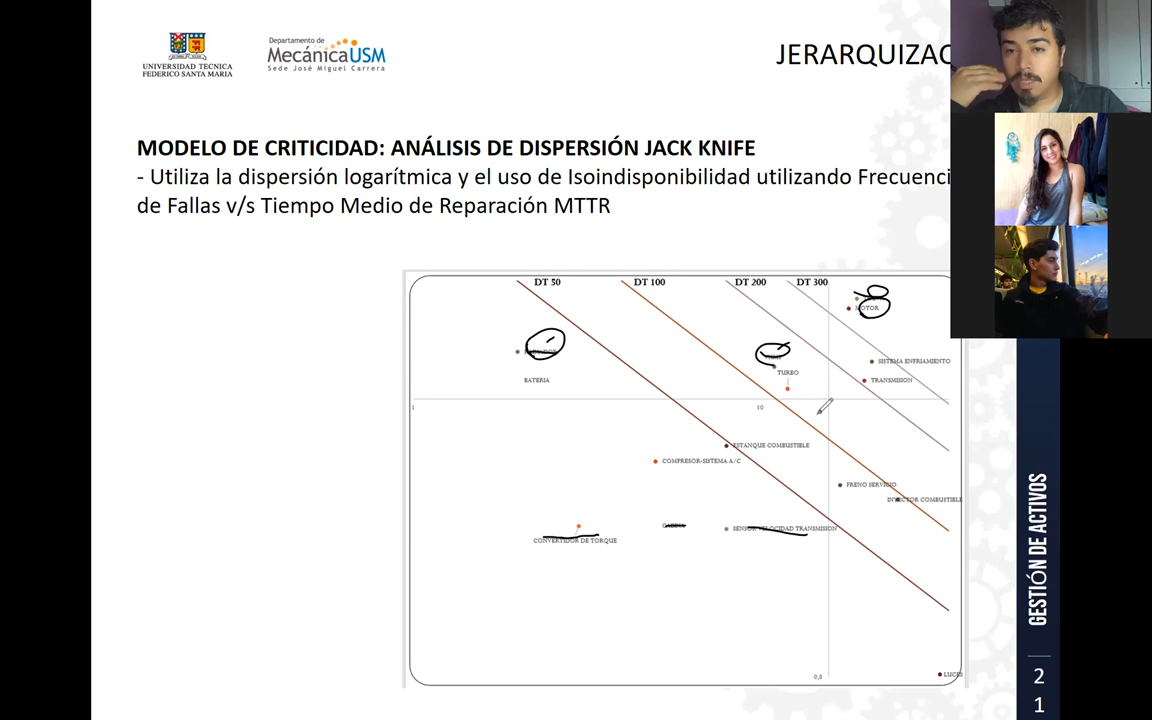 UNIVERSIDAD TECNICA
FEDERICO SANTA MARIA
Departamento de
MecánicaUSM
Sede José Miguel Carrera
JERARQUIZAC
MODELO DE CRITICIDAD: ANÁLISIS DE DISPERSIÓN JACK KNIFE
- Utiliza la dispersión logarítmica y el uso de Isoindisponibilidad utilizando Frecuenci
de Fallas v/s Tiempo Medio de Reparación MTTR
DT 50
DT 100
DT 200
DT 300
MOTOR
SISTEMA ENFRIAMIENTO
TURBO
TRANSMISION
BATERIA
1
10
ESTANQUE COMBUSTIBLE
COMPRESOR-SISTEMA A/C
FRENO SERVICIO
INYECTOR COMBUSTIBLE
SENSOR VELOCIDAD TRANSMISION
CONVERTIDOR DE TORQUE
0,8
LUCES
GESTIÓN DE ACTIVOS
2
1